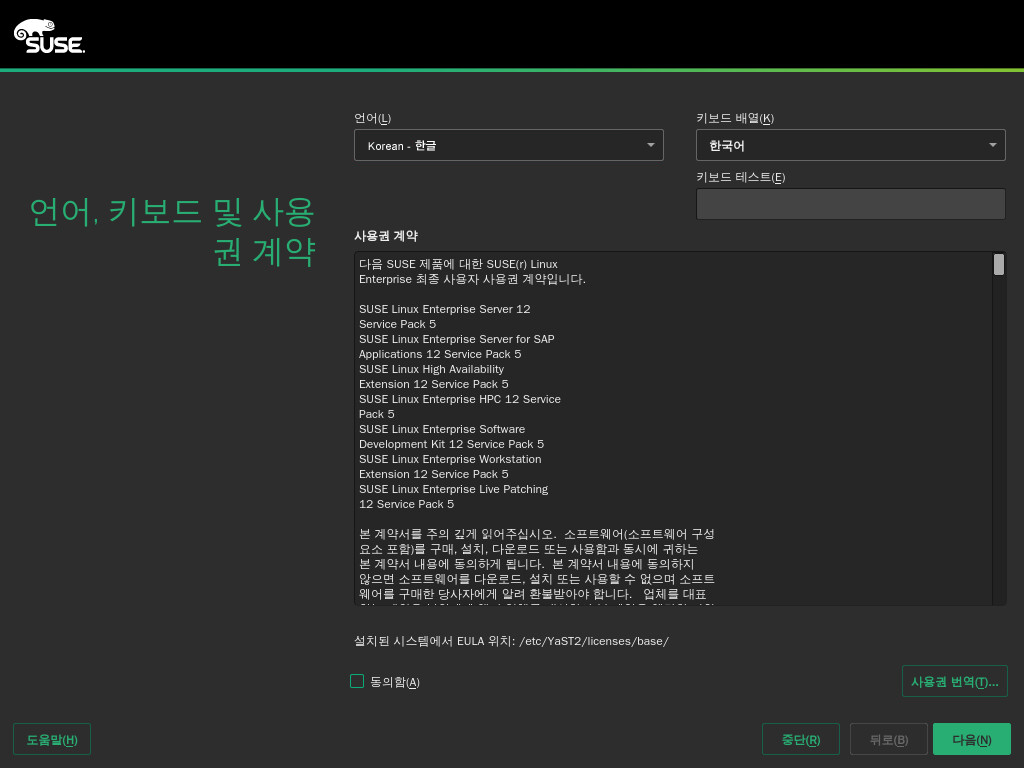 SUSE.
언어, 키보드 및 사용
권 계약
언어(L)
Korean - 한글
키보드 배열(K)
한국어
키보드 테스트(E)
사용권 계약
다음 SUSE 제품에 대한 SUSE(r) Linux
Enterprise 최종 사용자 사용권 계약입니다.
SUSE Linux Enterprise Server 12
Service Pack 5
SUSE Linux Enterprise Server for SAP
Applications 12 Service Pack 5
SUSE Linux High Availability
Extension 12 Service Pack 5
SUSE Linux Enterprise HPC 12 Service
Pack 5
SUSE Linux Enterprise Software
Development Kit 12 Service Pack 5
SUSE Linux Enterprise Workstation
Extension 12 Service Pack 5
SUSE Linux Enterprise Live Patching
12 Service Pack 5
본 계약서를 주의 깊게 읽어주십시오.  소프트웨어(소프트웨어 구성
요소 포함)를 구매, 설치, 다운로드 또는 사용함과 동시에 귀하는
본 계약서 내용에 동의하게 됩니다.  본 계약서 내용에 동의하지
않으면 소프트웨어를 다운로드, 설치 또는 사용할 수 없으며 소프트
웨어를 구매한 당사자에게 알려 환불받아야 합니다.   업체를 대표
설치된 시스템에서 EULA 위치: /etc/YaST2/licenses/base/
동의함(A)
사용권 번역(T)...
도움말(H)
중단(R)
뒤로(B)
다음(N)